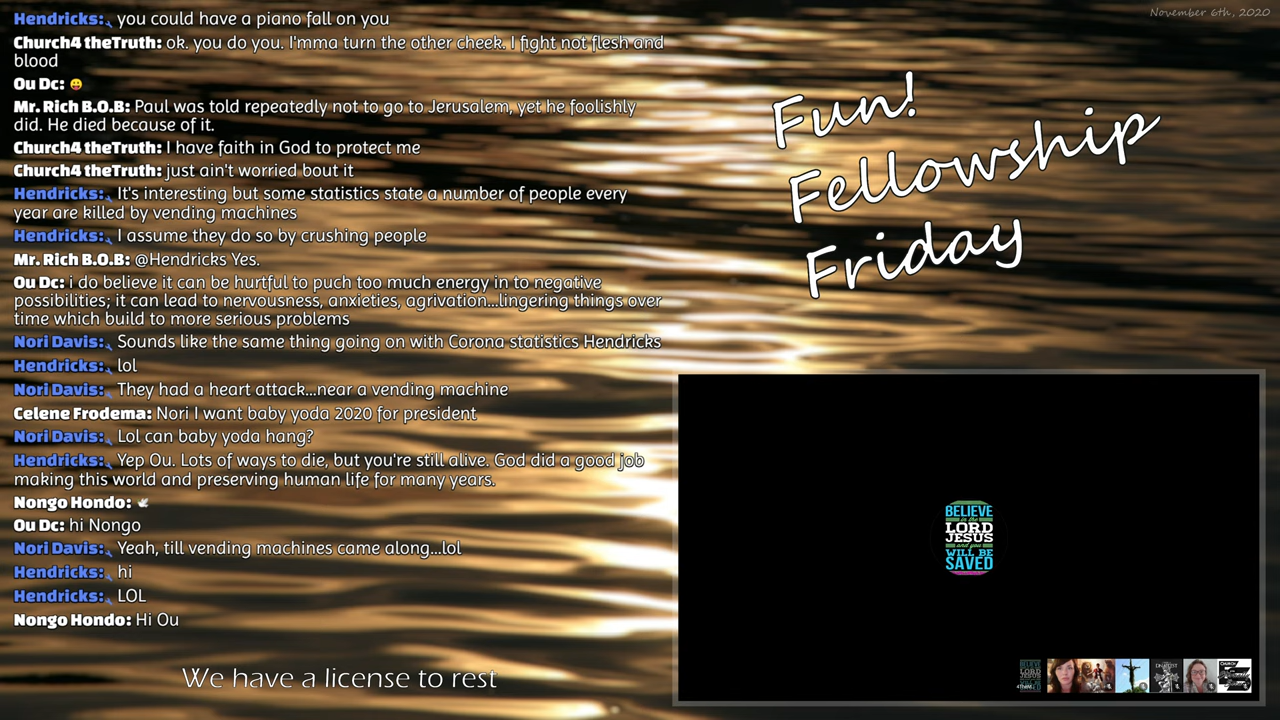 November 6th, 2020
Hendricks: you could have a piano fall on you
Church4 theTruth: ok. you do you. I'mma turn the other cheek. I fight not flesh and
blood
Ou Dc: 😛
Mr. Rich B.O.B: Paul was told repeatedly not to go to Jerusalem, yet he foolishly
did. He died because of it.
Church4 theTruth: I have faith in God to protect me
Church4 theTruth: just ain't worried bout it
Hendricks: It's interesting but some statistics state a number of people every
year are killed by vending machines
Hendricks: I assume they do so by crushing people
Mr. Rich B.O.B: @Hendricks Yes.
Ou Dc: i do believe it can be hurtful to puch too much energy in to negative
possibilities; it can lead to nervousness, anxieties, agrivation...lingering things over
time which build to more serious problems
Nori Davis: Sounds like the same thing going on with Corona statistics Hendricks
Hendricks: lol
Nori Davis: They had a heart attack...near a vending machine
Celene Frodema: Nori I want baby yoda 2020 for president
Nori Davis: Lol can baby yoda hang?
Hendricks: Yep Ou. Lots of ways to die, but you're still alive. God did a good job
making this world and preserving human life for many years.
Nongo Hondo: 🕊
Ou Dc: hi Nongo
Nori Davis: Yeah, till vending machines came along...lol
Hendricks: hi
Hendricks: LOL
Nongo Hondo: Hi Ou
We have a license to rest
Fun!
Fellowship
Friday
BELIEVE
in the
LORD
JESUS
and you
WILL BE
SAVED